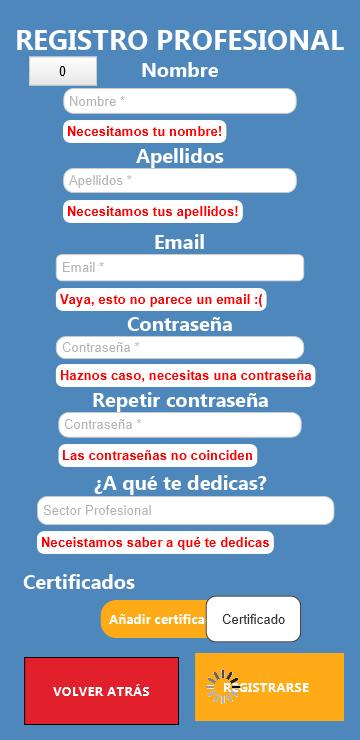 REGISTRO PROFESIONAL
0
Nombre
Nombre *
Necesitamos tu nombre!
Apellidos
Apellidos *
Necesitamos tus apellidos!
Email
Email *
Vaya, esto no parece un email :(
Contraseña
Contraseña *
Haznos caso, necesitas una contraseña
Repetir contraseña
Contraseña *
Las contraseñas no coinciden
¿A qué te dedicas?
Sector Profesional
Neceistamos saber a qué te dedicas
Certificados
Añadir certifica
Certificado
VOLVER ATRÁS
REGISTRARSE